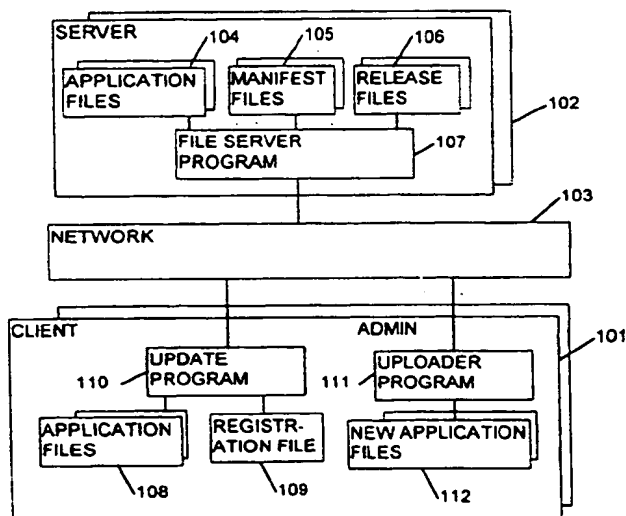 SERVER
104
105
106
APPLICATION
FILES
MANIFEST
FILES
RELEASE
FILES
102
FILE SERVER
PROGRAM
107
103
NETWORK
CLIENT
ADMIN
101
UPDATE
PROGRAM
110
UPLOADER
PROGRAM
111
APPLICATION
FILES
REGISTR-
ATION FILE
NEW APPLICATION
FILES
108
109
112